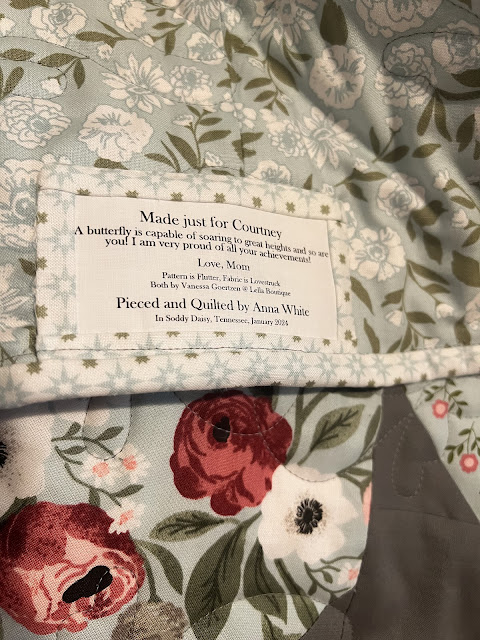 Made just for Courtney
A butterfly is capable of soaring to great heights and so are
you! I am very proud of all your achievements!
Love, Mom
Pattern is Flutter, Fabric is Lovestruck
Both by Vanessa Goertzen @ Lella Boutique
Pieced and Quilted by Anna White
In Soddy Daisy, Tennessee, January 2024